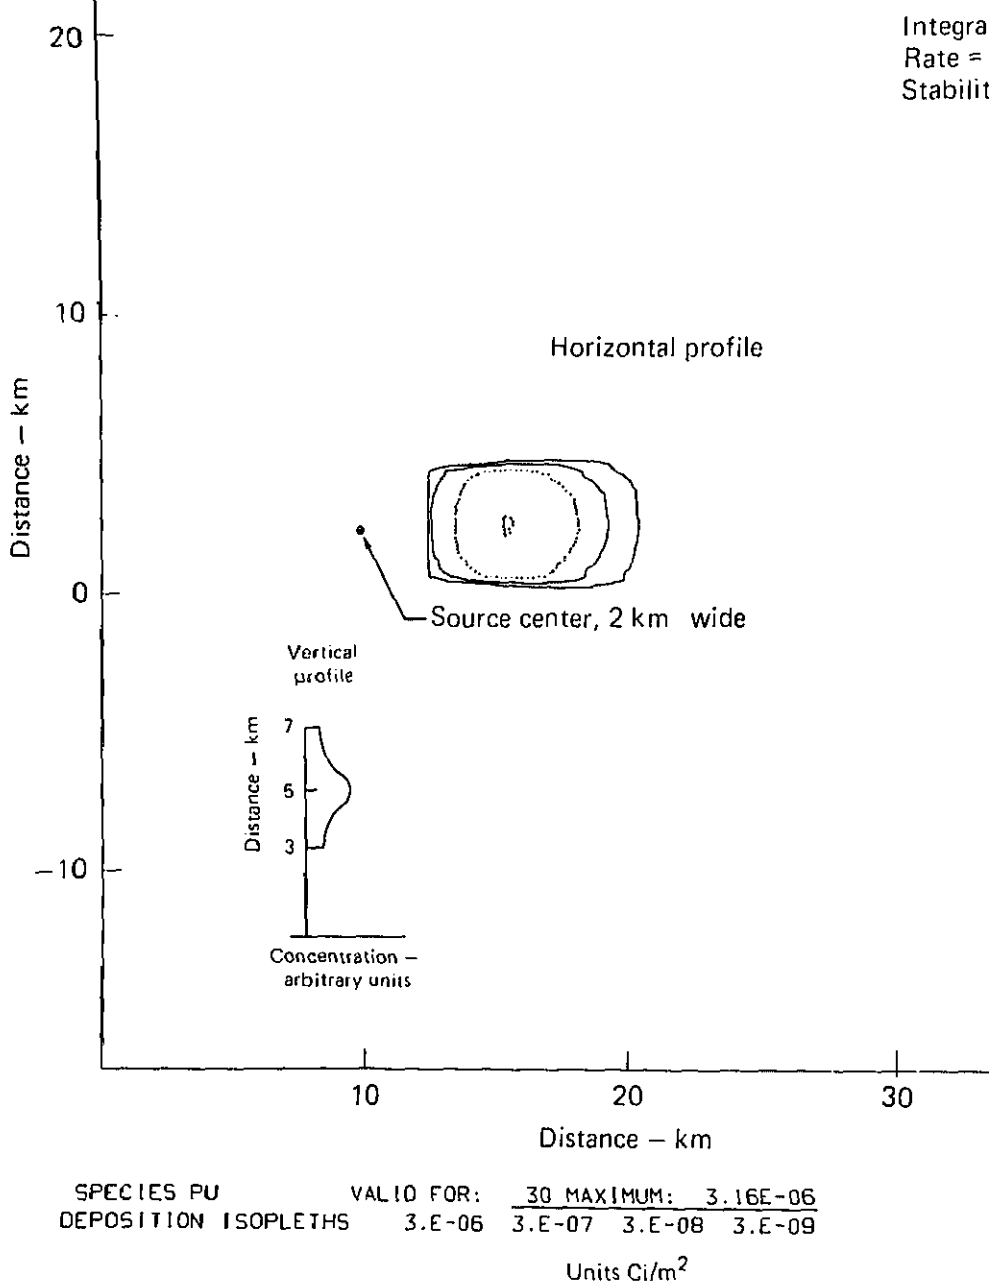 20
Integra
Rate =
Stabilit
10
Horizontal profile
Distance – km
0
Source center, 2 km wide
Vertical
profile
Distance – km
7
5
3
–10
Concentration –
arbitrary units
10
20
30
Distance – km
SPECIES PU VALID FOR: 30 MAXIMUM: 3.16E-06
DEPOSITION ISOPLETHS 3.E-06 3.E-07 3.E-08 3.E-09
Units Ci/m²